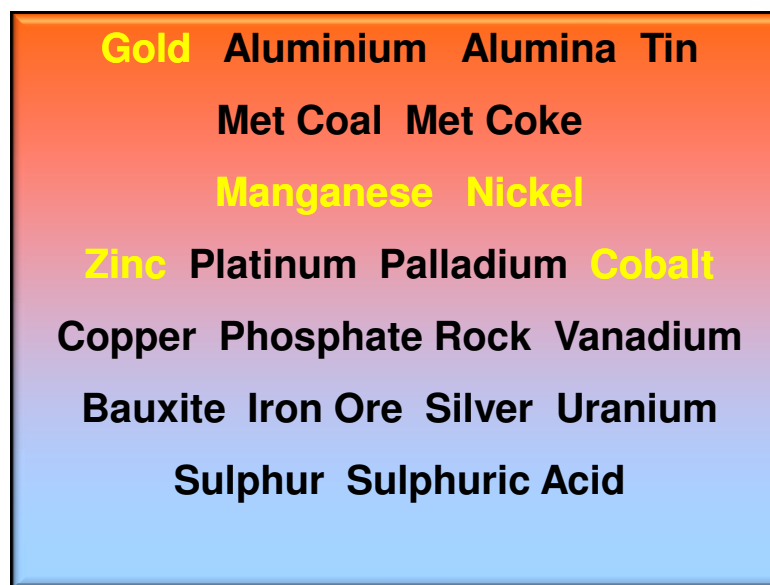 Gold Aluminium Alumina Tin
Met Coal Met Coke
Manganese Nickel
Zinc Platinum Palladium Cobalt
Copper Phosphate Rock Vanadium
Bauxite Iron Ore Silver Uranium
Sulphur Sulphuric Acid